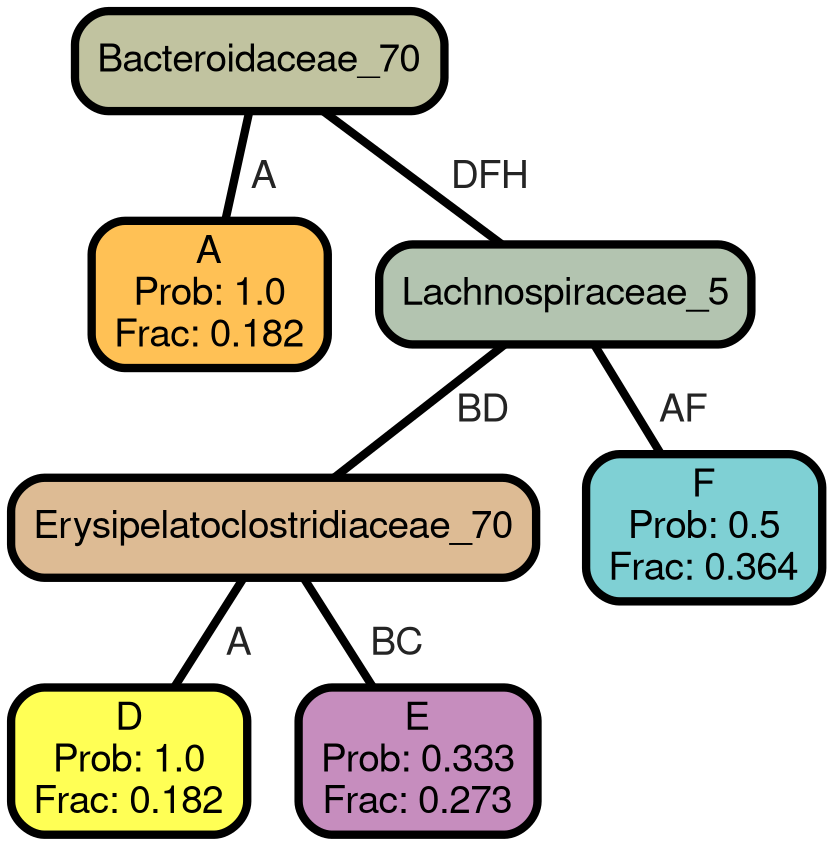 Bacteroidaceae_70
A
DFH
A
Prob: 1.0
Frac: 0.182
Lachnospiraceae_5
BD
AF
Erysipelatoclostridiaceae_70
F
Prob: 0.5
Frac: 0.364
A
BC
D
Prob: 1.0
Frac: 0.182
E
Prob: 0.333
Frac: 0.273